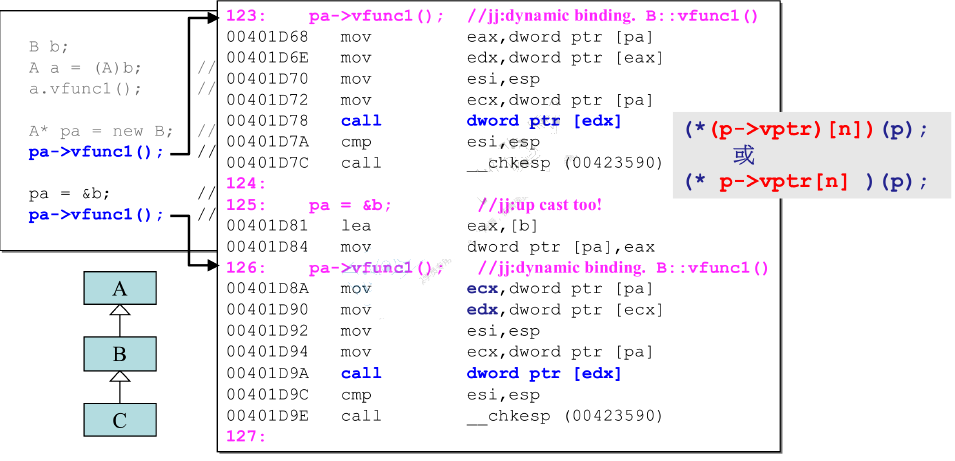 B b;
A a = (A)b;      //
a.vfunc1();      //
A* pa = new B;  //
pa->vfunc1();   //
pa = &b;         //
pa->vfunc1();   //
123:    pa->vfunc1();  //jj:dynamic binding. B::vfunc1()
00401D68   mov         eax,dword ptr [pa]
00401D6E   mov         edx,dword ptr [eax]
00401D70   mov         esi,esp
00401D72   mov         ecx,dword ptr [pa]
00401D78   call        dword ptr [edx]
00401D7A   cmp         esi,esp
00401D7C   call        __chkesp (00423590)
124:
125:    pa = &b;        //jj:up cast too!
00401D81   lea         eax,[b]
00401D84   mov         dword ptr [pa],eax
126:    pa->vfunc1();   //jj:dynamic binding. B::vfunc1()
00401D8A   mov         ecx,dword ptr [pa]
00401D90   mov         edx,dword ptr [ecx]
00401D92   mov         esi,esp
00401D94   mov         ecx,dword ptr [pa]
00401D9A   call        dword ptr [edx]
00401D9C   cmp         esi,esp
00401D9E   call        __chkesp (00423590)
127:
(*(p->vptr)[n])(p);
或
(* p->vptr[n] )(p);
A
B
C